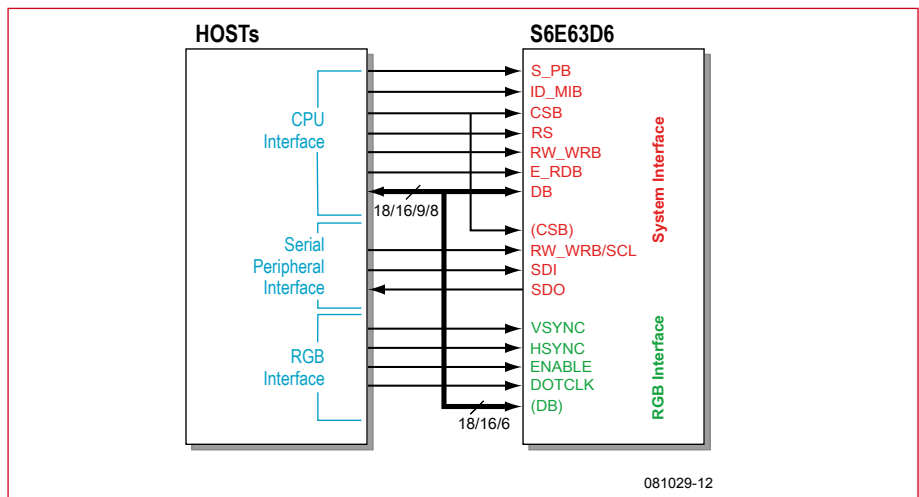 HOSTs
S6E63D6
CPU
Interface
Serial
Peripheral
Interface
RGB
Interface
18/16/9/8
18/16/6
S_PB
ID_MIB
CSB
RS
RW_WRB
E_RDB
DB
(CSB)
RW_WRB/SCL
SDI
SDO
VSYNC
HSYNC
ENABLE
DOTCLK
(DB)
System Interface
RGB Interface
081029-12